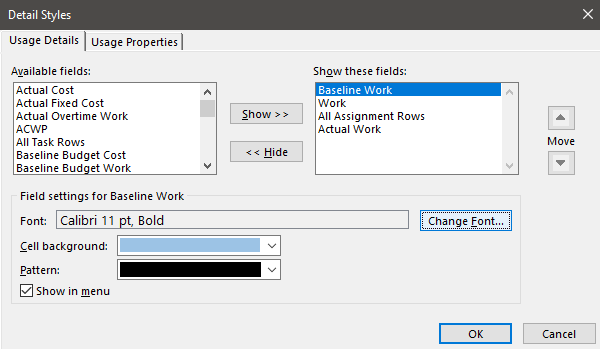 Detail Styles
Usage Details Usage Properties
Available fields:
Actual Cost
Actual Fixed Cost
Actual Overtime Work
ACWP
All Task Rows
Baseline Budget Cost
Baseline Budget Work
Show >>
<< Hide
Show these fields:
Baseline Work
Work
All Assignment Rows
Actual Work
Move
Field settings for Baseline Work
Font: Calibri 11 pt, Bold Change Font...
Cell background:
Pattern:
Show in menu
OK Cancel